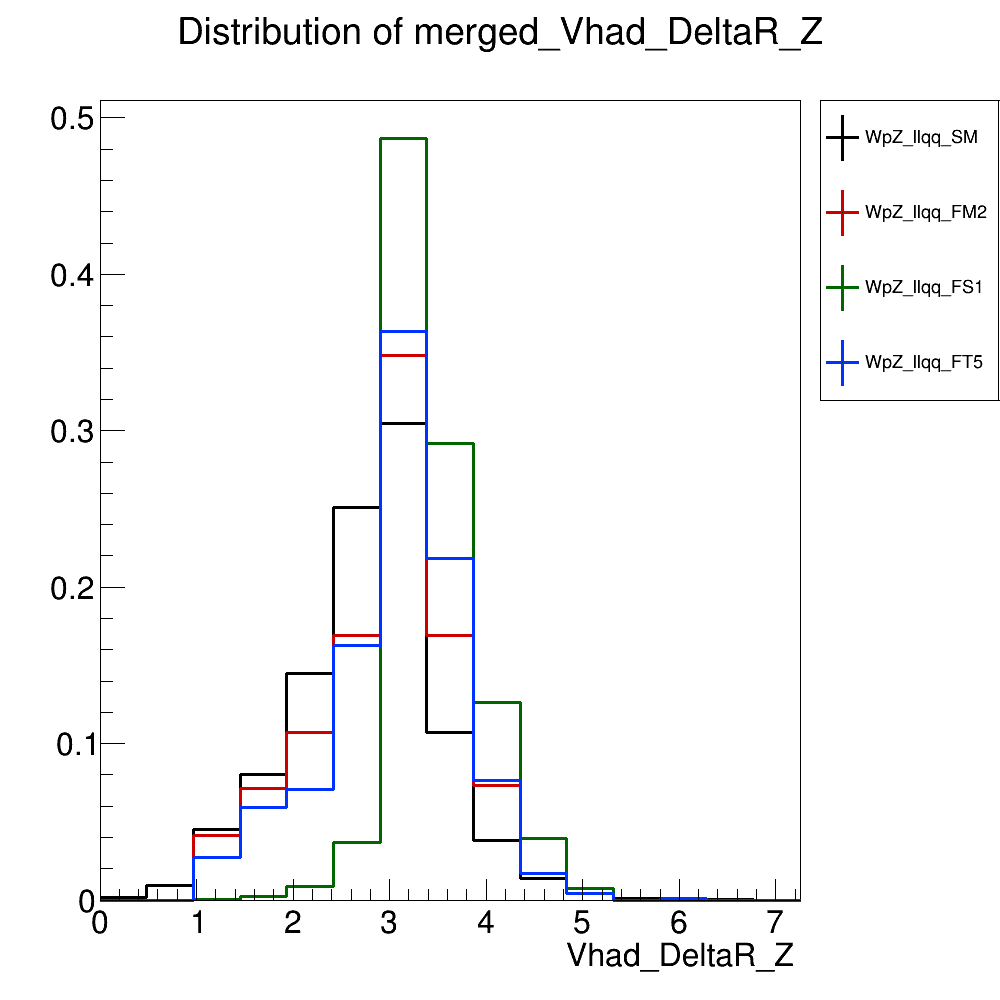 Distribution of merged_Vhad_DeltaR_Z
0.5
0.4
0.3
0.2
0.1
0
0 1 2 3 4 5 6 7
Vhad_DeltaR_Z
WpZ_llqq_SM
WpZ_llqq_FM2
WpZ_llqq_FS1
WpZ_llqq_FT5